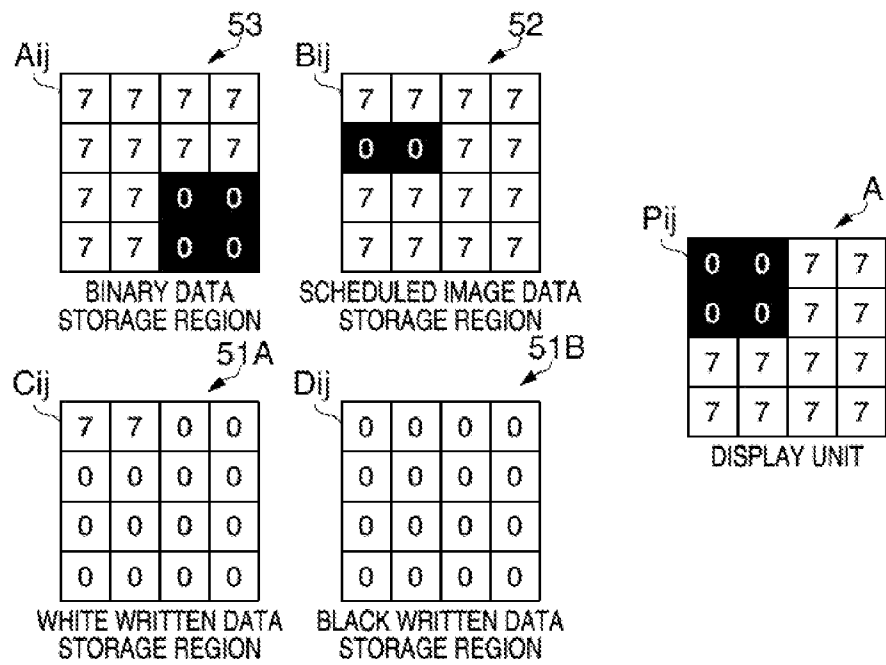 53
Aij
7 7 7 7
7 7 7 7
7 7 0 0
7 7 0 0
BINARY DATA
STORAGE REGION
52
Bij
7 7 7 7
0 0 7 7
7 7 7 7
7 7 7 7
SCHEDULED IMAGE DATA
STORAGE REGION
A
Pij
0 0 7 7
0 0 7 7
7 7 7 7
7 7 7 7
DISPLAY UNIT
51A
Cij
7 7 0 0
0 0 0 0
0 0 0 0
0 0 0 0
WHITE WRITTEN DATA
STORAGE REGION
51B
Dij
0 0 0 0
0 0 0 0
0 0 0 0
0 0 0 0
BLACK WRITTEN DATA
STORAGE REGION